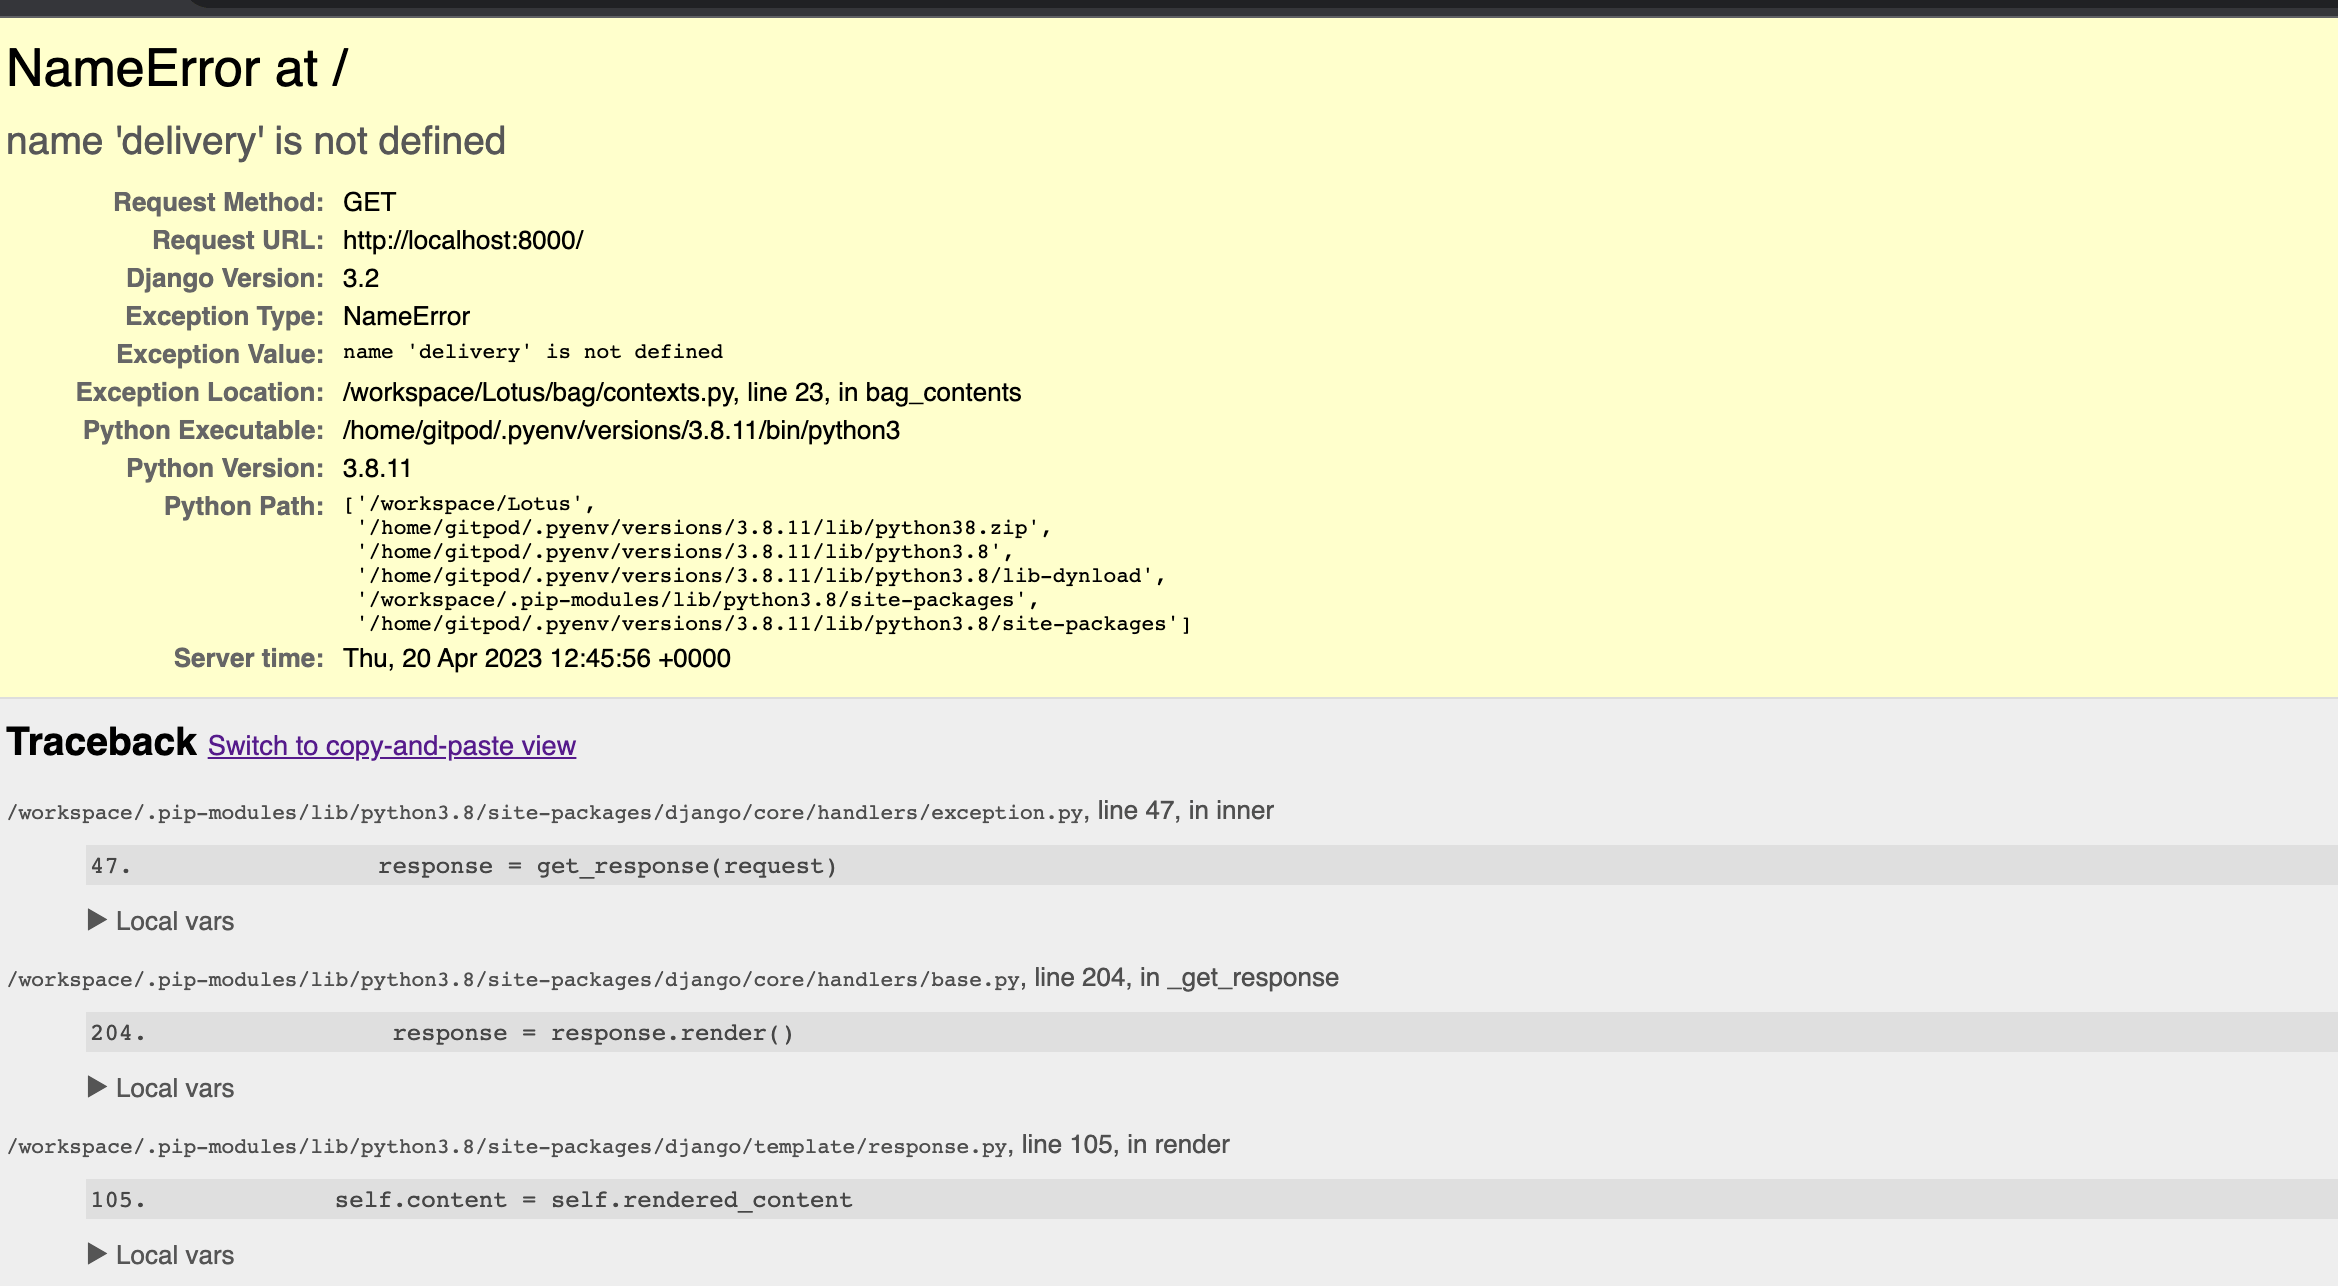 NameError at /
name 'delivery' is not defined
Request Method: GET
Request URL: http://localhost:8000/
Django Version: 3.2
Exception Type: NameError
Exception Value: name 'delivery' is not defined
Exception Location: /workspace/Lotus/bag/contexts.py, line 23, in bag_contents
Python Executable: /home/gitpod/.pyenv/versions/3.8.11/bin/python3
Python Version: 3.8.11
Python Path: ['/workspace/Lotus',
'/home/gitpod/.pyenv/versions/3.8.11/lib/python38.zip',
'/home/gitpod/.pyenv/versions/3.8.11/lib/python3.8',
'/home/gitpod/.pyenv/versions/3.8.11/lib/python3.8/lib-dynload',
'/workspace/.pip-modules/lib/python3.8/site-packages',
'/home/gitpod/.pyenv/versions/3.8.11/lib/python3.8/site-packages']
Server time: Thu, 20 Apr 2023 12:45:56 +0000
Traceback Switch to copy-and-paste view
/workspace/.pip-modules/lib/python3.8/site-packages/django/core/handlers/exception.py, line 47, in inner
47. response = get_response(request)
▶ Local vars
/workspace/.pip-modules/lib/python3.8/site-packages/django/core/handlers/base.py, line 204, in _get_response
204. response = response.render()
▶ Local vars
/workspace/.pip-modules/lib/python3.8/site-packages/django/template/response.py, line 105, in render
105. self.content = self.rendered_content
▶ Local vars